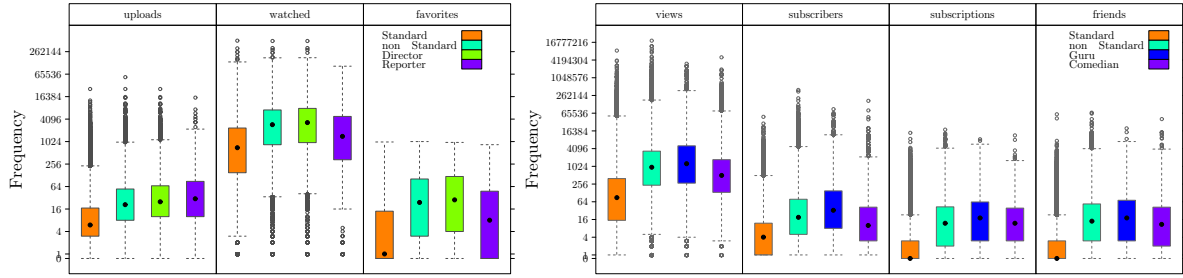 uploads watched favorites
Frequency
262144
65536
16384
4096
1024
256
64
16
4
1
0
Standard
non Standard
Director
Reporter
views subscribers subscriptions friends
Frequency
16777216
4194304
1048576
262144
65536
16384
4096
1024
256
64
16
4
1
0
Standard
non Standard
Guru
Comedian